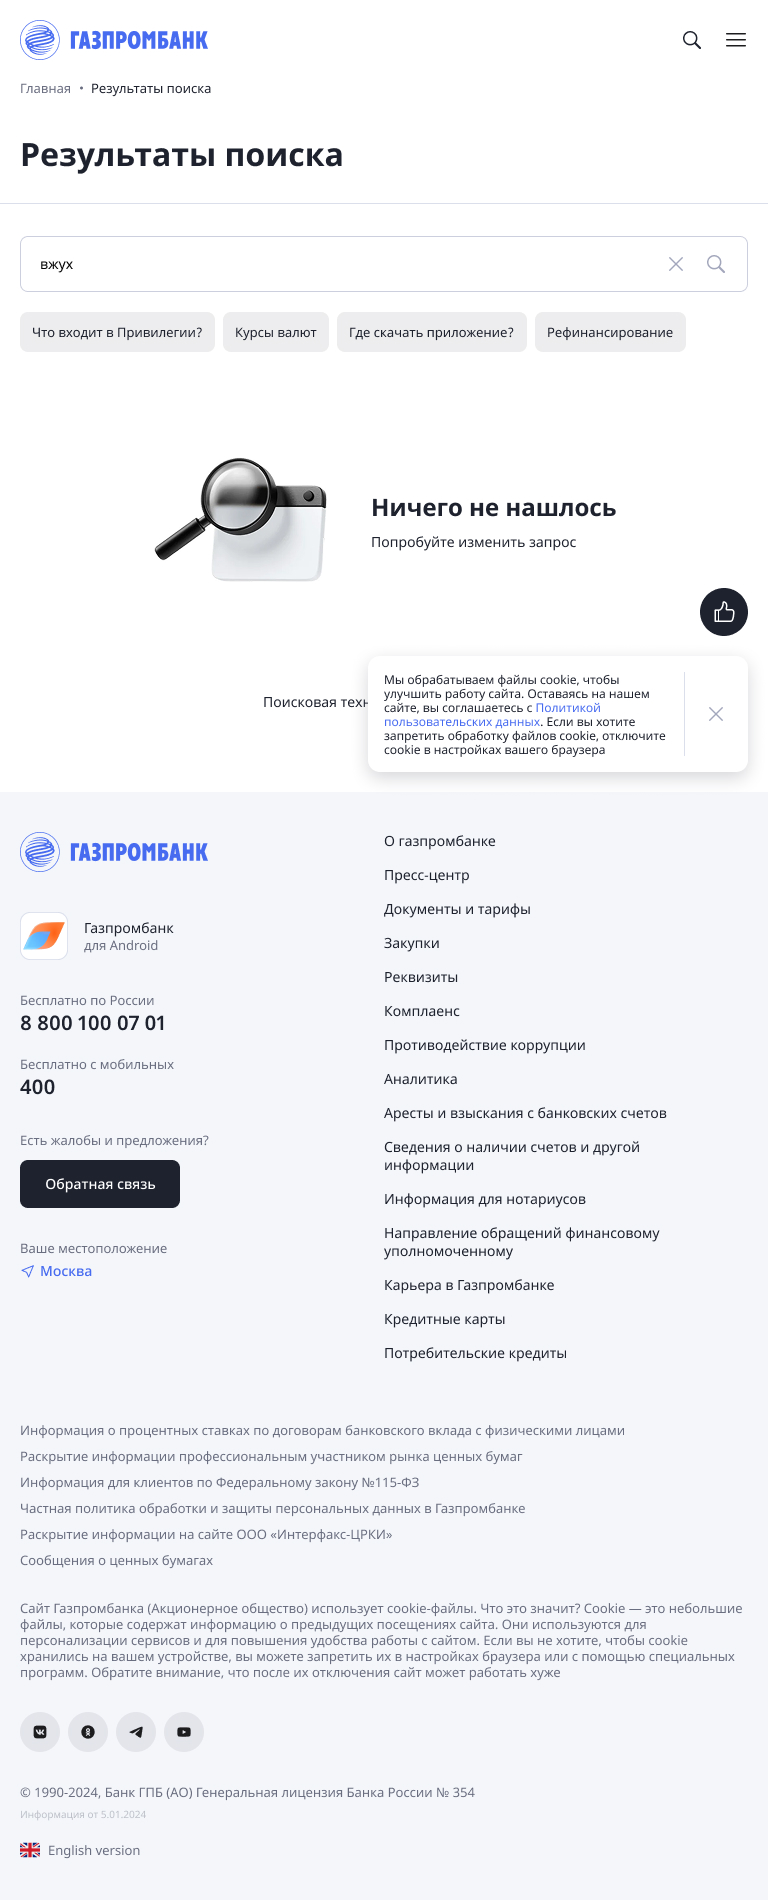 ГАЗПРОМБАНК
Главная • Результаты поиска
Результаты поиска
вжух
Что входит в Привилегии?
Курсы валют
Где скачать приложение?
Рефинансирование
Ничего не нашлось
Попробуйте изменить запрос
Поисковая
Мы обрабатываем файлы cookie, чтобы
улучшить работу сайта. Оставаясь на нашем
сайте, вы соглашаетесь с Политикой
пользовательских данных. Если вы хотите
запретить обработку файлов cookie, отключите
cookie в настройках вашего браузера
ГАЗПРОМБАНК
Газпромбанк
для Android
Бесплатно по России
8 800 100 07 01
Бесплатно с мобильных
400
Есть жалобы и предложения?
Обратная связь
Ваше местоположение
Москва
О газпромбанке
Пресс-центр
Документы и тарифы
Закупки
Реквизиты
Комплаенс
Противодействие коррупции
Аналитика
Аресты и взыскания с банковских счетов
Сведения о наличии счетов и другой
информации
Информация для нотариусов
Направление обращений финансовому
уполномоченному
Карьера в Газпромбанке
Кредитные карты
Потребительские кредиты
Информация о процентных ставках по договорам банковского вклада с физическими лицами
Раскрытие информации профессиональным участником рынка ценных бумаг
Информация для клиентов по Федеральному закону №115-ФЗ
Частная политика обработки и защиты персональных данных в Газпромбанке
Раскрытие информации на сайте ООО «Интерфакс-ЦРКИ»
Сообщения о ценных бумагах
Сайт Газпромбанка (Акционерное общество) использует cookie-файлы. Что это значит? Cookie — это небольшие
файлы, которые содержат информацию о предыдущих посещениях сайта. Они используются для
персонализации сервисов и для повышения удобства работы с сайтом. Если вы не хотите, чтобы cookie
хранились на вашем устройстве, вы можете запретить их в настройках браузера или с помощью специальных
программ. Обратите внимание, что после их отключения сайт может работать хуже
© 1990-2024, Банк ГПБ (АО) Генеральная лицензия Банка России № 354
Информация от 5.01.2024
English version